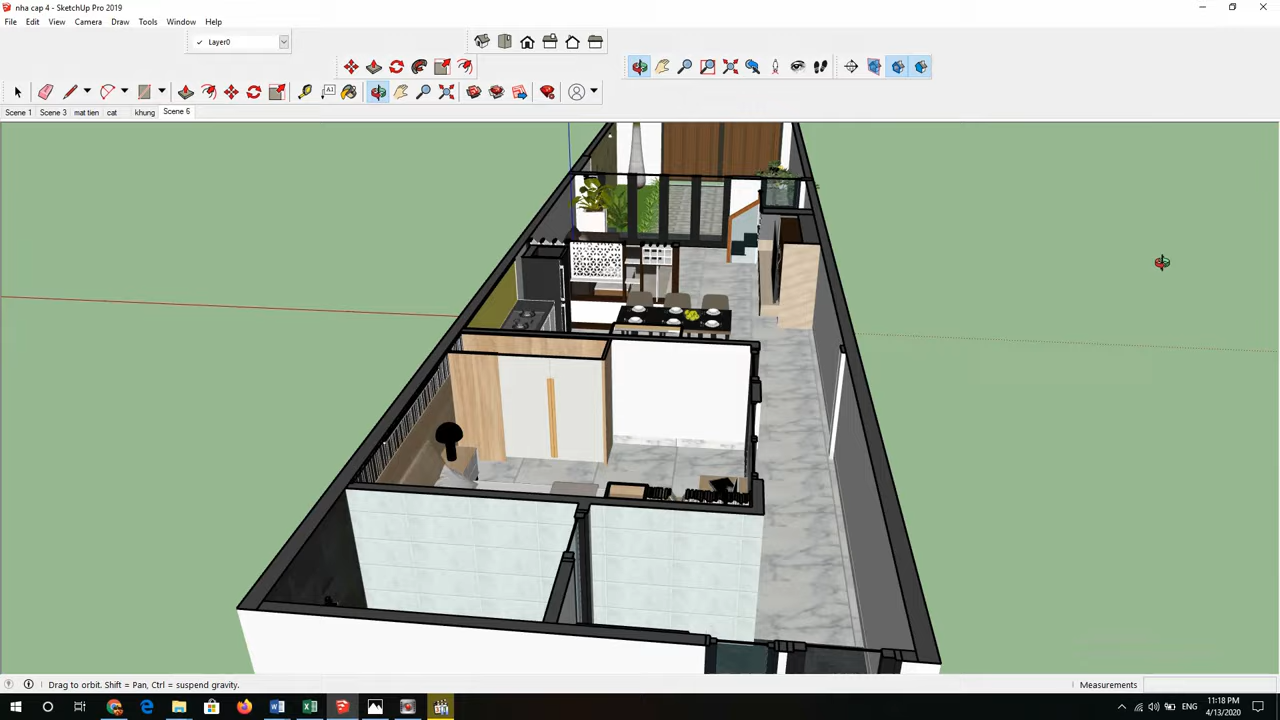 nha cap 4 - SketchUp Pro 2019
File Edit View Camera Draw Tools Window Help
Layer0
Scene 1 Scene 3 mat tien cat khung Scene 6
Drag to orbit. Shift = Pan, Ctrl = suspend gravity.
Measurements
ENG
11:18 PM
4/13/2020